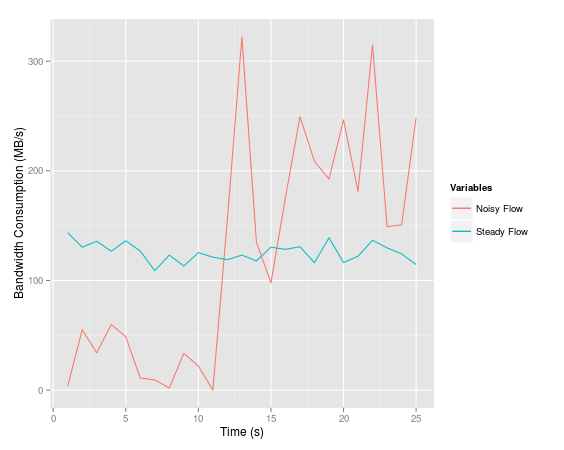 300
200
100
0
0 5 10 15 20 25
Time (s)
Bandwidth Consumption (MB/s)
Variables
Noisy Flow
Steady Flow